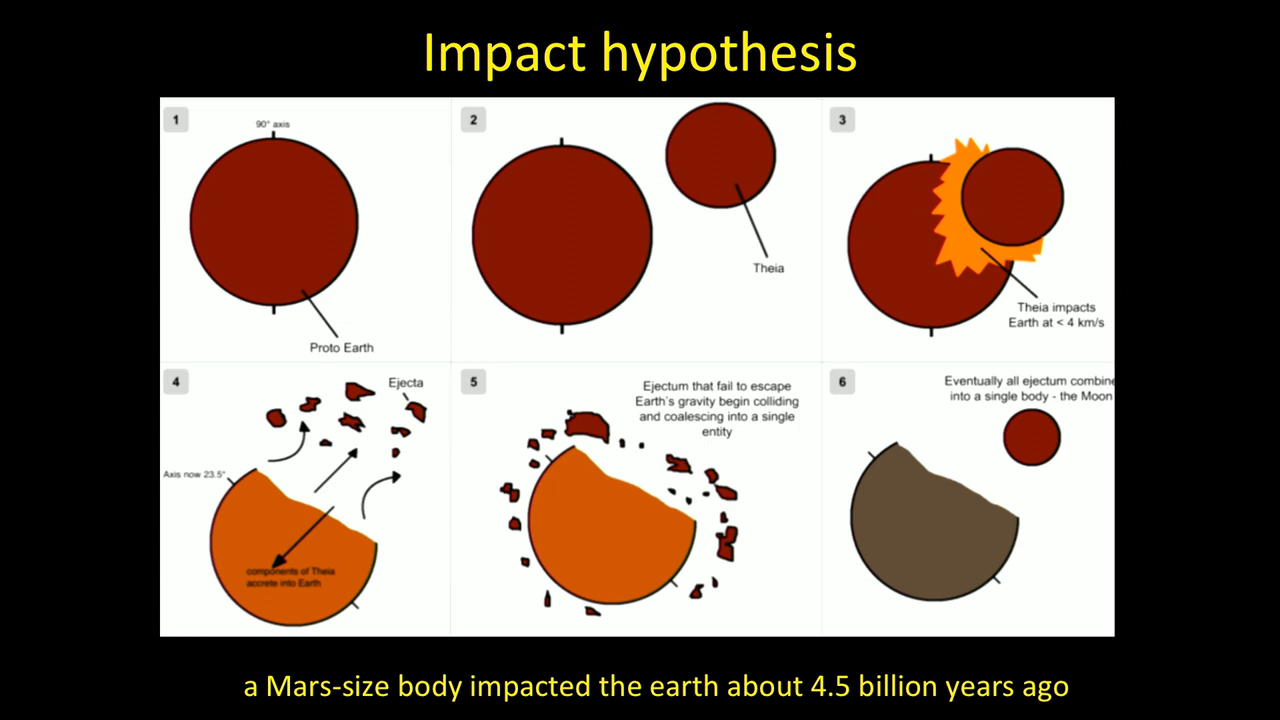 Impact hypothesis
1
90° axis
Proto Earth
2
Theia
3
Theia impacts
Earth at < 4 km/s
4
Ejecta
Axis now 23.5°
components of Theia
accrete into Earth
5
Ejectum that fail to escape
Earth's gravity begin colliding
and coalescing into a single
entity
6
Eventually all ejectum combine
into a single body - the Moon
a Mars-size body impacted the earth about 4.5 billion years ago